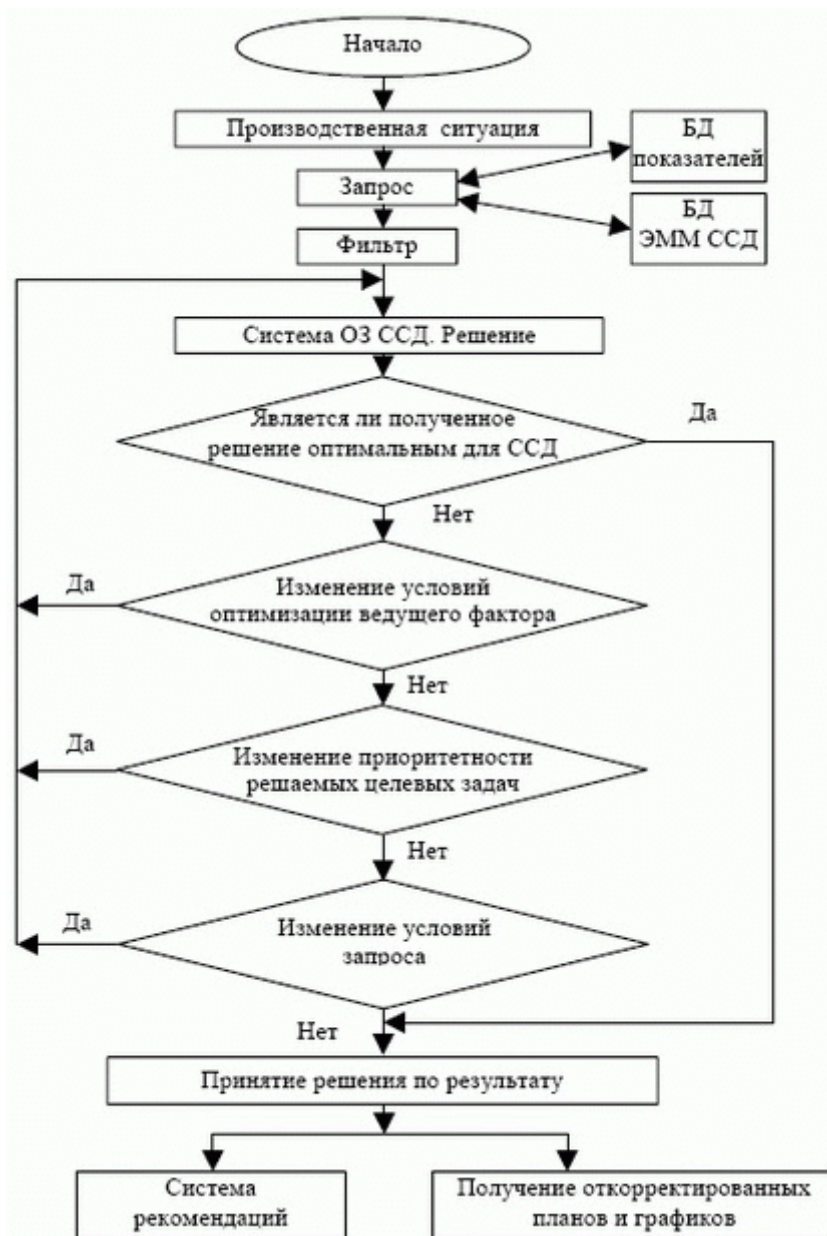 Начало
Производственная ситуация
БД
показателей
Запрос
БД
ЭММ ССД
Фильтр
Система ОЗ ССД. Решение
Является ли полученное
решение оптимальным для ССД
Да
Нет
Да
Изменение условий
оптимизации ведущего фактора
Нет
Да
Изменение приоритетности
решаемых целевых задач
Нет
Да
Изменение условий
запроса
Нет
Принятие решения по результату
Система
рекомендаций
Получение откорректированных
планов и графиков